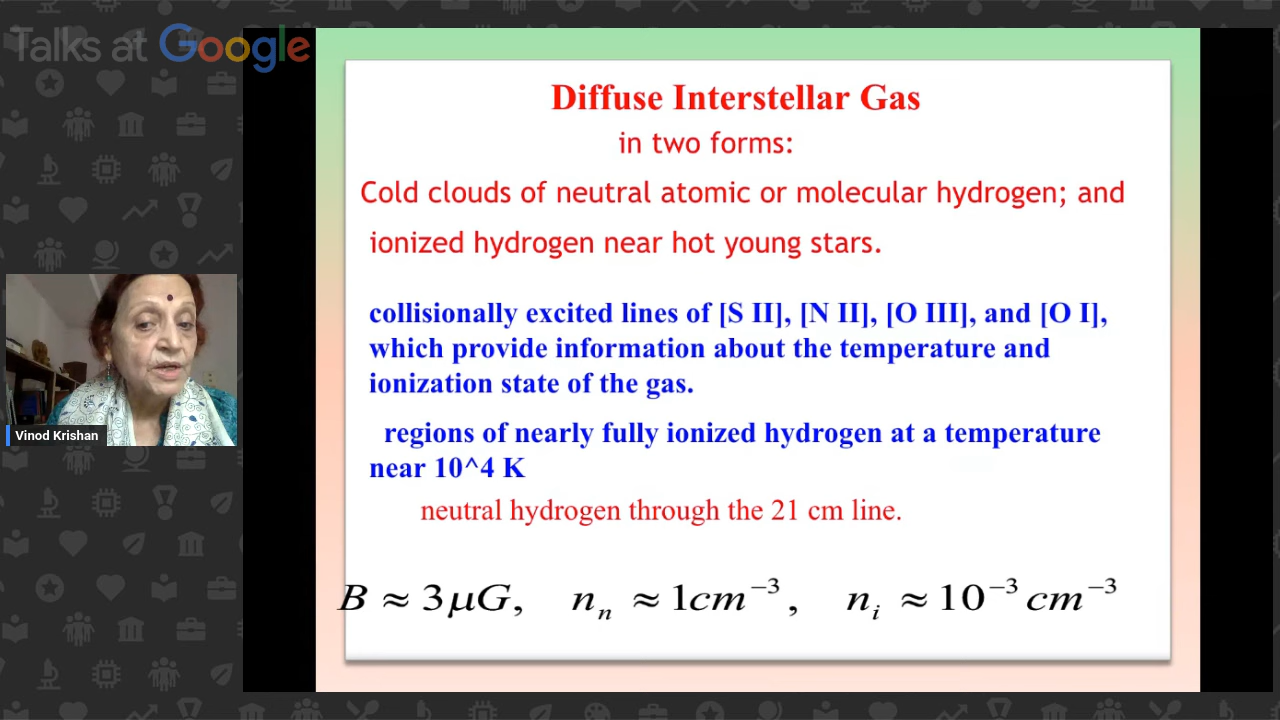 Talks at Google
Diffuse Interstellar Gas
in two forms:
Cold clouds of neutral atomic or molecular hydrogen; and
ionized hydrogen near hot young stars.
collisionally excited lines of [S II], [N II], [O III], and [O I],
which provide information about the temperature and
ionization state of the gas.
regions of nearly fully ionized hydrogen at a temperature
near 10^4 K
neutral hydrogen through the 21 cm line.
B ≈ 3μG, nₙ ≈ 1cm⁻³, nᵢ ≈ 10⁻³ cm⁻³
Vinod Krishan